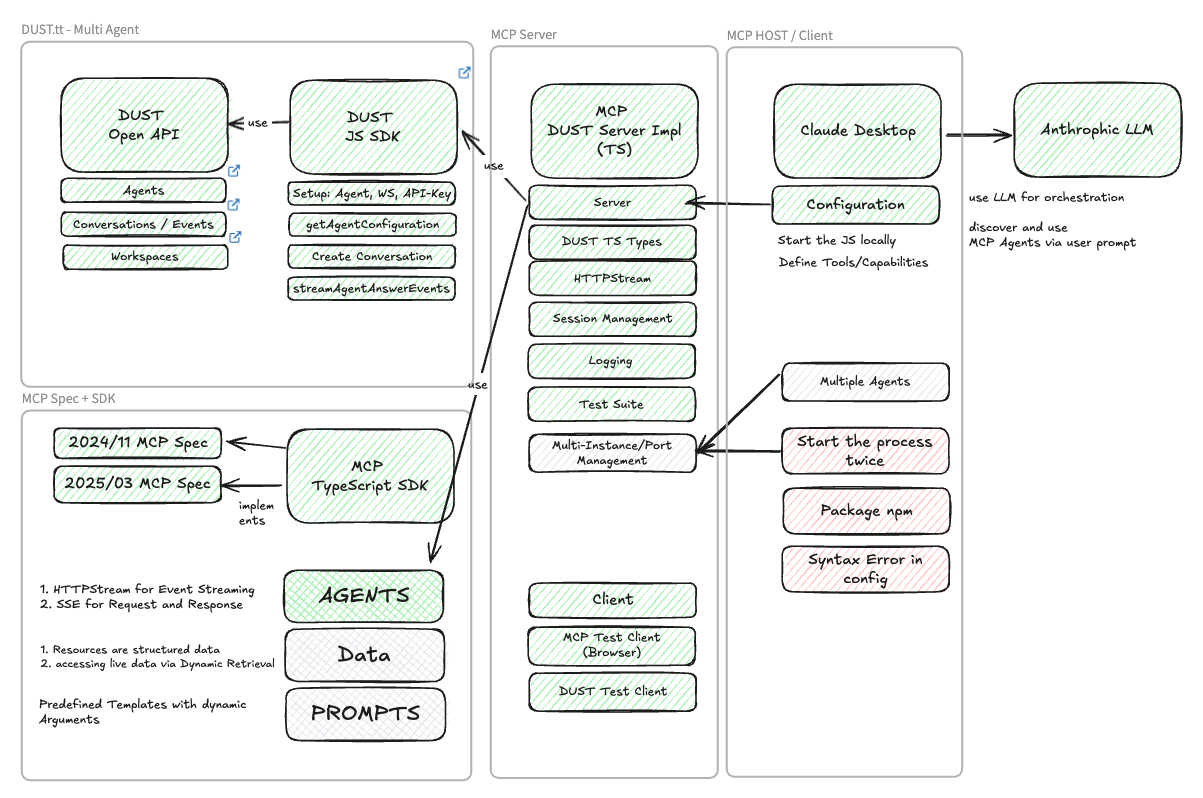 DUST.tt - Multi Agent
DUST
Open API
use
DUST
JS SDK
Agents
Conversations / Events
Workspaces
Setup: Agent, WS, API-Key
getAgentConfiguration
Create Conversation
streamAgentAnswerEvents
use
use
MCP Spec + SDK
2024/11 MCP Spec
2025/03 MCP Spec
implem
ents
MCP
TypeScript SDK
1. HTTPStream for Event Streaming
2. SSE for Request and Response
AGENTS
1. Resources are structured data
2. accessing live data via Dynamic Retrieval
Data
Predefined Templates with dynamic
Arguments
PROMPTS
MCP Server
MCP
DUST Server Impl
(TS)
Server
DUST TS Types
HTTPStream
Session Management
Logging
Test Suite
Multi-Instance/Port
Management
Client
MCP Test Client
(Browser)
DUST Test Client
MCP HOST / Client
Claude Desktop
Configuration
Start the JS locally
Define Tools/Capabilities
Multiple Agents
Start the process
twice
Package npm
Syntax Error in
config
Anthrophic LLM
use LLM for orchestration
discover and use
MCP Agents via user prompt